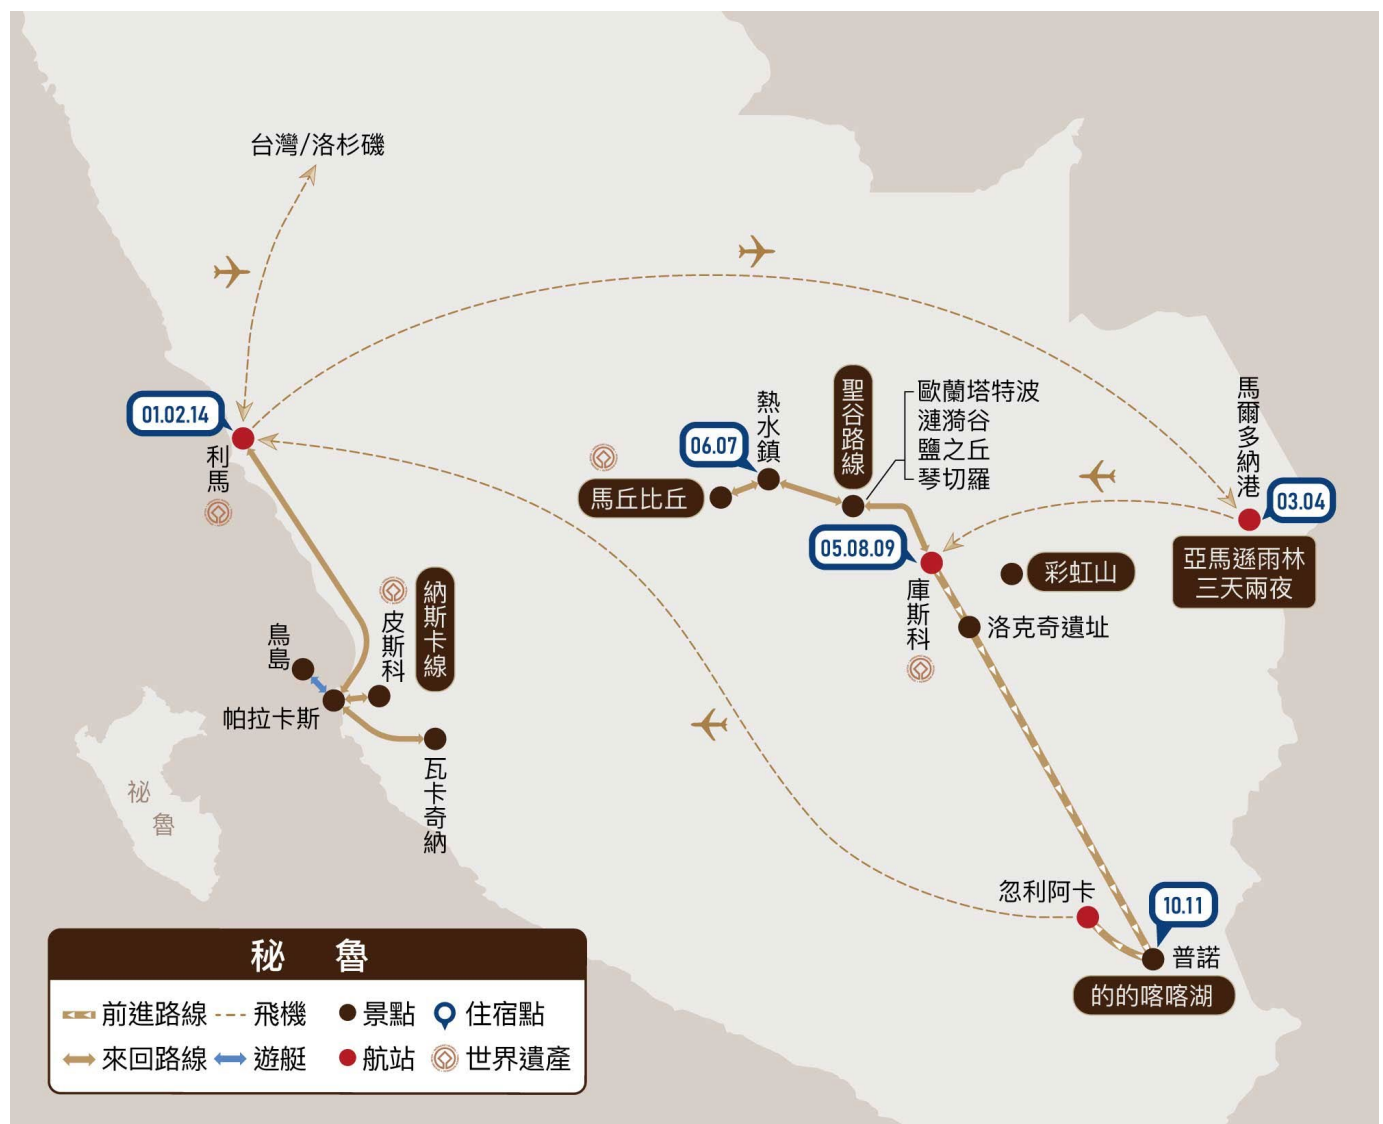 台灣/洛杉磯
01.02.14
利馬
06.07
熱水鎮
聖谷路線
歐蘭塔特波
漣漪谷
鹽之丘
琴切羅
馬丘比丘
馬爾多納港
03.04
亞馬遜雨林
三天兩夜
05.08.09
庫斯科
彩虹山
洛克奇遺址
鳥島
皮斯科
納斯卡線
帕拉卡斯
瓦卡奇納
祕魯
忽利阿卡
10.11
普諾
的的喀喀湖
秘 魯
前進路線
飛機
景點
住宿點
來回路線
遊艇
航站
世界遺產